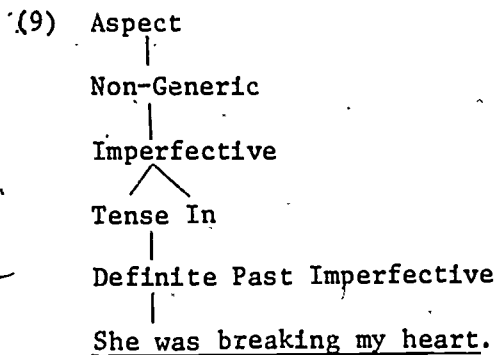 (9) Aspect
Non-Generic
Imperfective
Tense In
Definite Past Imperfective
She was breaking my heart.